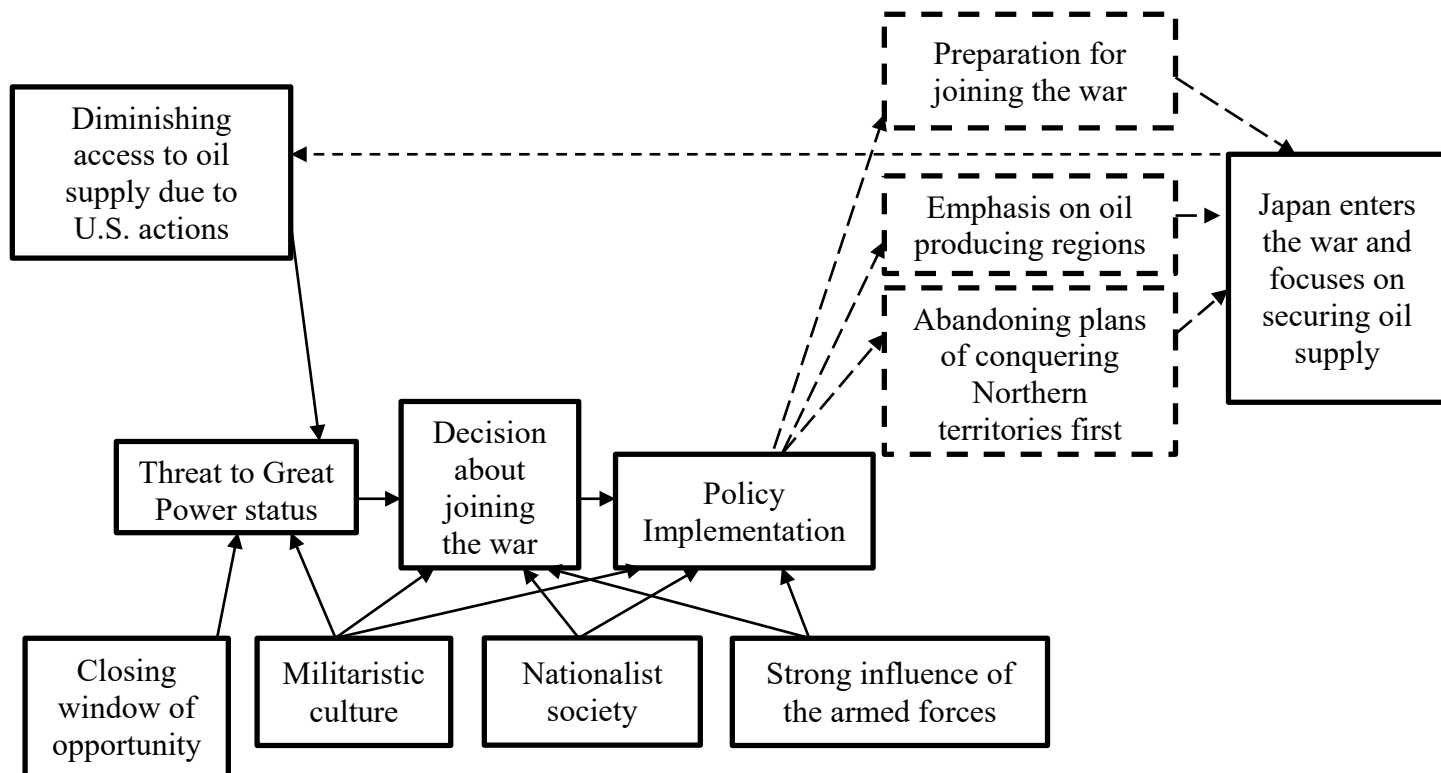 Preparation for
joining the war
Diminishing
access to oil
supply due to
U.S. actions
Emphasis on oil
producing regions
Japan enters
the war and
focuses on
securing oil
supply
Abandoning plans
of conquering
Northern
territories first
Threat to Great
Power status
Decision
about
joining
the war
Policy
Implementation
Closing
window of
opportunity
Militaristic
culture
Nationalist
society
Strong influence of
the armed forces